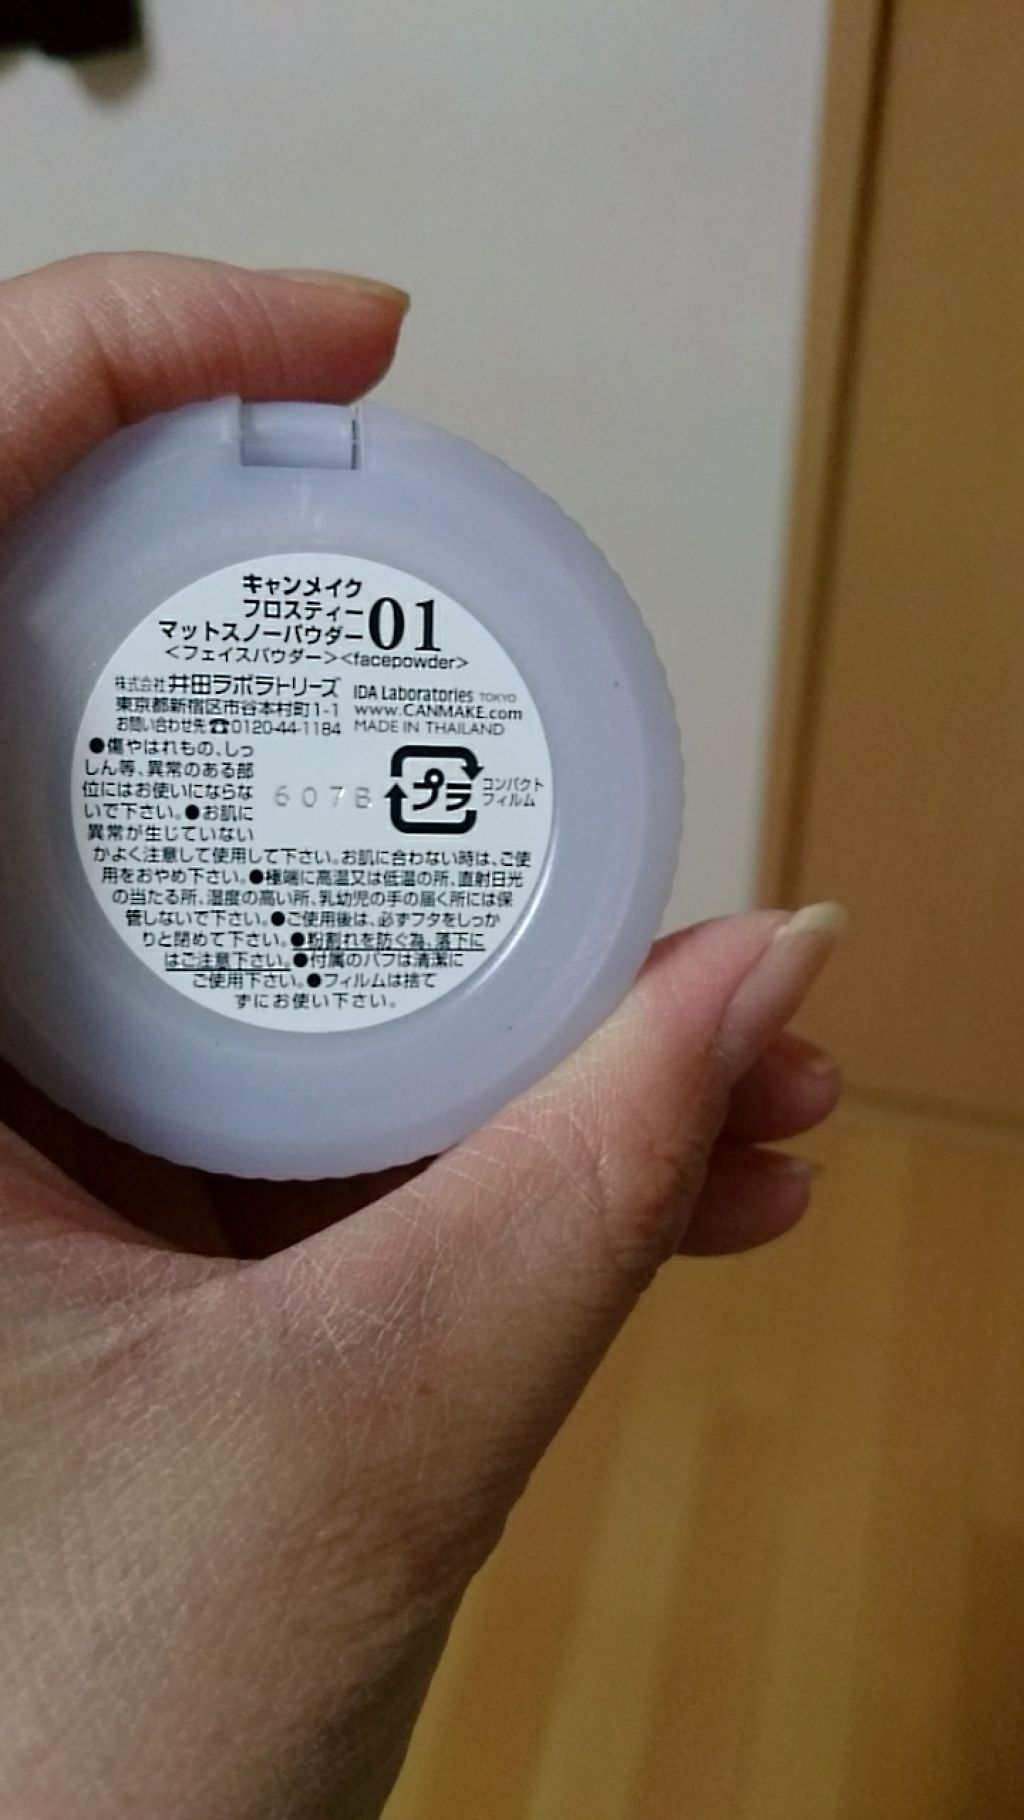 キャンメイク
フロスティー
マットスノーパウダー 01
<フェイスパウダー><facepowder>
株式会社 井田ラボラトリーズ
東京都新宿区市谷本村町1-1
お問い合わせ先☎0120-44-1184
IDA Laboratories TOKYO
www.CANMAKE.com
MADE IN THAILAND
●傷やはれもの、しっ
しん等、異常のある部
位にはお使いにならな
いで下さい。●お肌に
異常が生じていない
607B
プラ
コンパクト
フィルム
かよく注意して使用して下さい。お肌に合わない時は、ご使
用をおやめ下さい。●極端に高温又は低温の所、直射日光
の当たる所、湿度の高い所、乳幼児の手の届く所には保
管しないで下さい。●ご使用後は、必ずフタをしっか
りと閉めて下さい。●粉割れを防ぐ為、落下に
はご注意下さい。●付属のパフは清潔に
ご使用下さい。●フィルムは捨て
ずにお使い下さい。